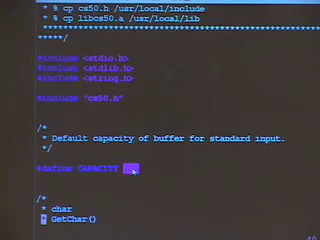 * % cp cs50.h /usr/local/include
* % cp libcs50.a /usr/local/lib
****************************************************
*****/
#include <stdio.h>
#include <stdlib.h>
#include <string.h>
#include "cs50.h"
/*
* Default capacity of buffer for standard input.
*/
#define CAPACITY
/*
* char
* GetChar()